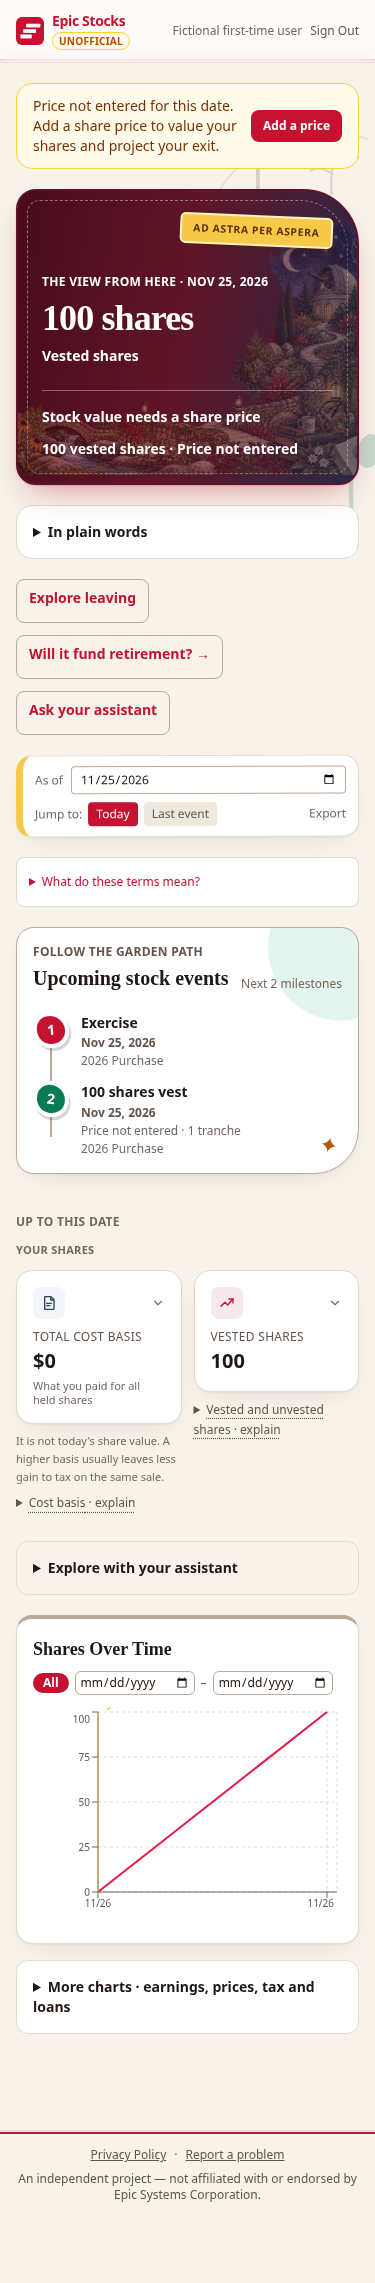 Epic Stocks
UNOFFICIAL
Fictional first-time user Sign Out
Price not entered for this date.
Add a share price to value your
shares and project your exit.
Add a price
AD ASTRA PER ASPERA
THE VIEW FROM HERE · NOV 25, 2026
100 shares
Vested shares
Stock value needs a share price
100 vested shares · Price not entered
In plain words
Explore leaving
Will it fund retirement? →
Ask your assistant
As of 11/25/2026
Jump to: Today Last event Export
What do these terms mean?
FOLLOW THE GARDEN PATH
Upcoming stock events Next 2 milestones
1 Exercise
Nov 25, 2026
2026 Purchase
2 100 shares vest
Nov 25, 2026
Price not entered · 1 tranche
2026 Purchase
UP TO THIS DATE
YOUR SHARES
TOTAL COST BASIS
$0
What you paid for all
held shares
It is not today's share value. A
higher basis usually leaves less
gain to tax on the same sale.
Cost basis · explain
VESTED SHARES
100
Vested and unvested
shares · explain
Explore with your assistant
Shares Over Time
All mm/dd/yyyy – mm/dd/yyyy
100
75
50
25
0
11/26 11/26
More charts · earnings, prices, tax and
loans
Privacy Policy · Report a problem
An independent project — not affiliated with or endorsed by
Epic Systems Corporation.